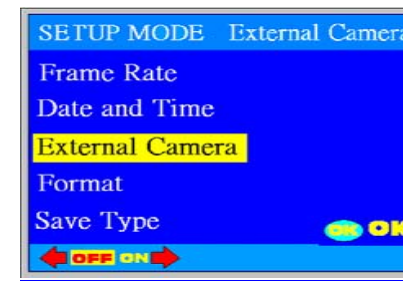 SETUP MODE External Camera
Frame Rate
Date and Time
External Camera
Format
Save Type
OK OK
OFF ON